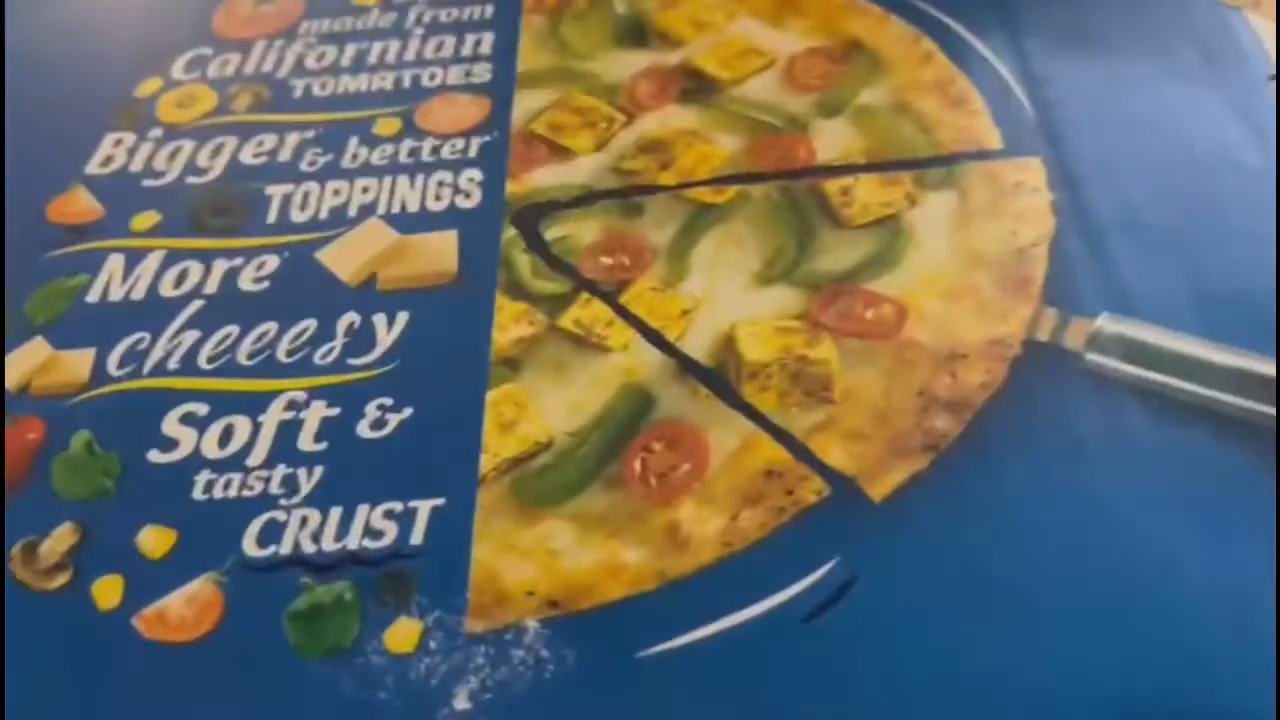 made from
Californian
TOMATOES
Bigger & better
TOPPINGS
More
cheeesy
Soft &
tasty
CRUST